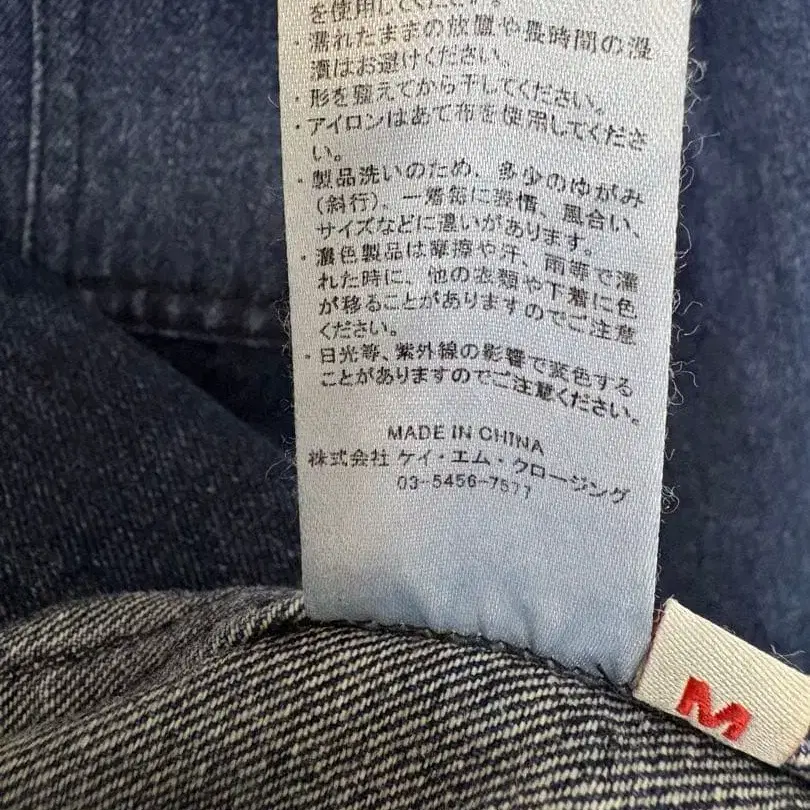 を使用してください。
・濡れたままの放置や長時間の浸
漬はお避けください。
・形を整えてから干してください。
・アイロンはあて布を使用してくださ
い。
・製品洗いのため、多少のゆがみ
(斜行)、一着毎に表情、風合い、
サイズなどに違いがあります。
・濃色製品は摩擦や汗、雨等で濡
れた時に、他の衣類や下着に色
が移ることがありますのでご注意
ください。
・日光等、紫外線の影響で変色する
ことがありますのでご注意ください。
MADE IN CHINA
株式会社 ケイ・エム・クロージング
03-5456-7577
M